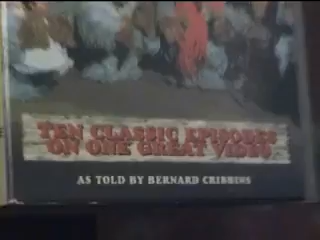 TEN CLASSIC EPISODES
ON ONE GREAT VIDEO
AS TOLD BY BERNARD CRIBBINS